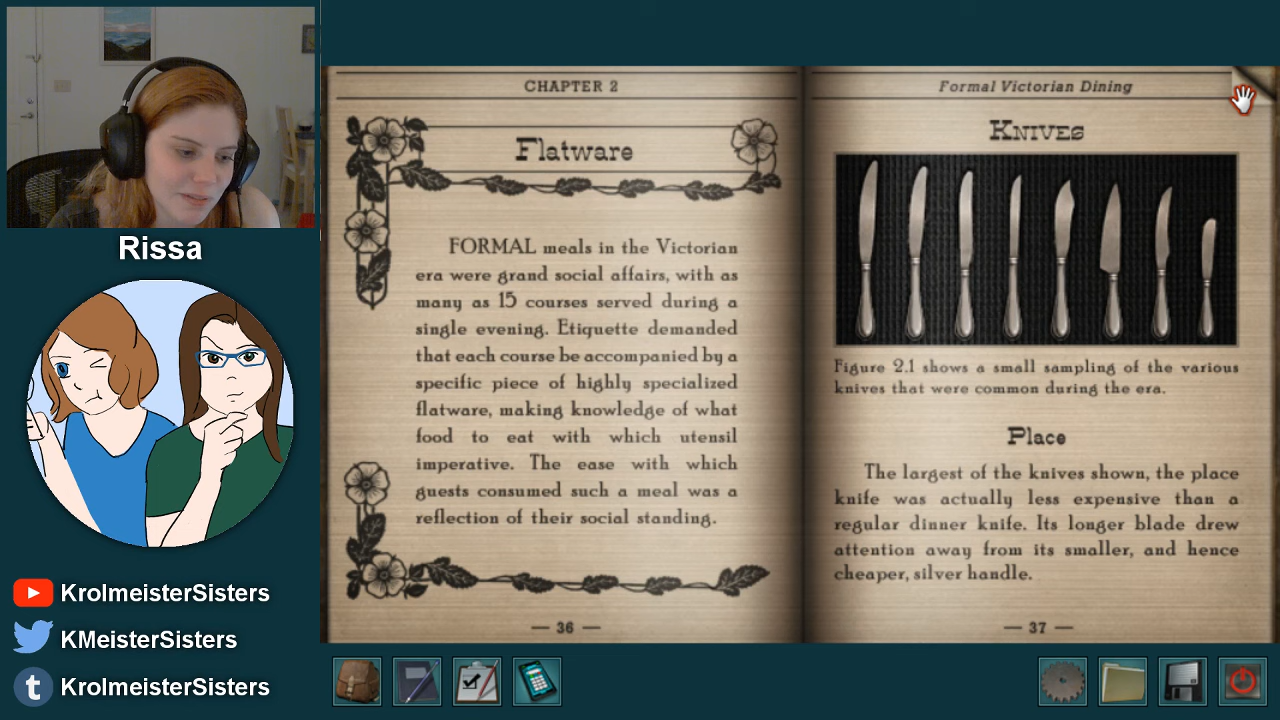 Rissa
KrolmeisterSisters
KMeisterSisters
KrolmeisterSisters
CHAPTER 2
Flatware
FORMAL meals in the Victorian
era were grand social affairs, with as
many as 15 courses served during a
single evening. Etiquette demanded
that each course be accompanied by a
specific piece of highly specialized
flatware, making knowledge of what
food to eat with which utensil
imperative. The ease with which
guests consumed such a meal was a
reflection of their social standing.
— 36 —
Formal Victorian Dining
KNIVES
Figure 2.1 shows a small sampling of the various
knives that were common during the era.
Place
The largest of the knives shown, the place
knife was actually less expensive than a
regular dinner knife. Its longer blade drew
attention away from its smaller, and hence
cheaper, silver handle.
— 37 —